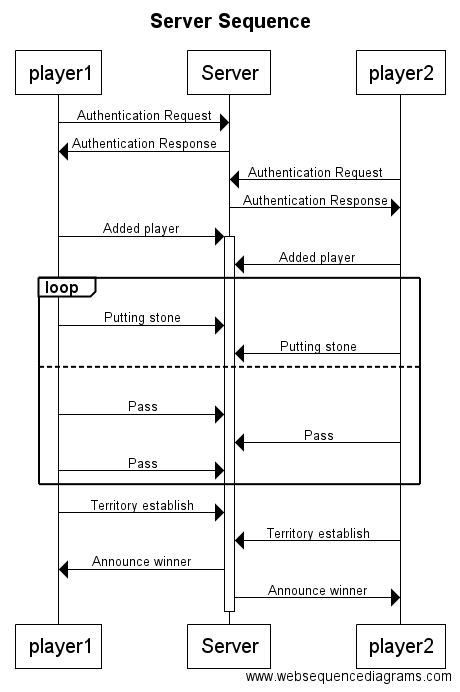 Server Sequence
player1 Server player2
Authentication Request
Authentication Response
Authentication Request
Authentication Response
Added player
Added player
loop
Putting stone
Putting stone
Pass
Pass
Pass
Territory establish
Territory establish
Announce winner
Announce winner
player1 Server player2
www.websequencediagrams.com